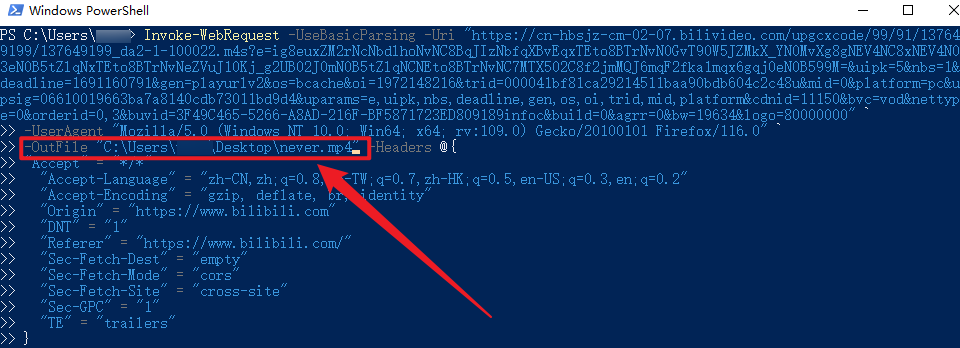 Windows PowerShell
PS C:\Users\ > Invoke-WebRequest -UseBasicParsing -Uri "https://cn-hbsjz-cm-02-07.bilivideo.com/upgcxcode/99/91/13764
9199/137649199_da2-1-100022.m4s?e=ig8euxZM2rNcNbdlhoNvNC8BqJIzNbfqXBvEqxTEto8BTrNvN0GvT90W5JZMkX_YN0MvXg8gNEV4NC8xNEV4N0
3eN0B5tZlqNxTEto8BTrNvNeZVuJ10Kj_g2UB02J0mN0B5tZlqNCNEto8BTrNvNC7MTX502C8f2jmMQJ6mqF2fka1mqx6gqj0eN0B599M=&uipk=5&nbs=1&
deadline=1691160791&gen=playurlv2&os=bcache&oi=1972148216&trid=000041bf81ca29214511baa90bdb604c2c48u&mid=0&platform=pc&u
psig=06610019663ba7a8140cdb73011bd9d4&uparams=e,uipk,nbs,deadline,gen,os,oi,trid,mid,platform&cdnid=11150&bvc=vod&nettyp
e=0&orderid=0,3&buvid=3F49C465-5266-A8AD-216F-BF5871723ED809189infoc&build=0&agrr=0&bw=19634&logo=80000000" `
>> -UserAgent "Mozilla/5.0 (Windows NT 10.0; Win64; x64; rv:109.0) Gecko/20100101 Firefox/116.0" `
>> -OutFile "C:\Users\ \Desktop\never.mp4" -Headers @{
"Accept" = "*/*"
>> "Accept-Language" = "zh-CN,zh;q=0.8,zh-TW;q=0.7,zh-HK;q=0.5,en-US;q=0.3,en;q=0.2"
>> "Accept-Encoding" = "gzip, deflate, br, identity"
>> "Origin" = "https://www.bilibili.com"
>> "DNT" = "1"
>> "Referer" = "https://www.bilibili.com/"
>> "Sec-Fetch-Dest" = "empty"
>> "Sec-Fetch-Mode" = "cors"
>> "Sec-Fetch-Site" = "cross-site"
>> "Sec-GPC" = "1"
>> "TE" = "trailers"
>> }